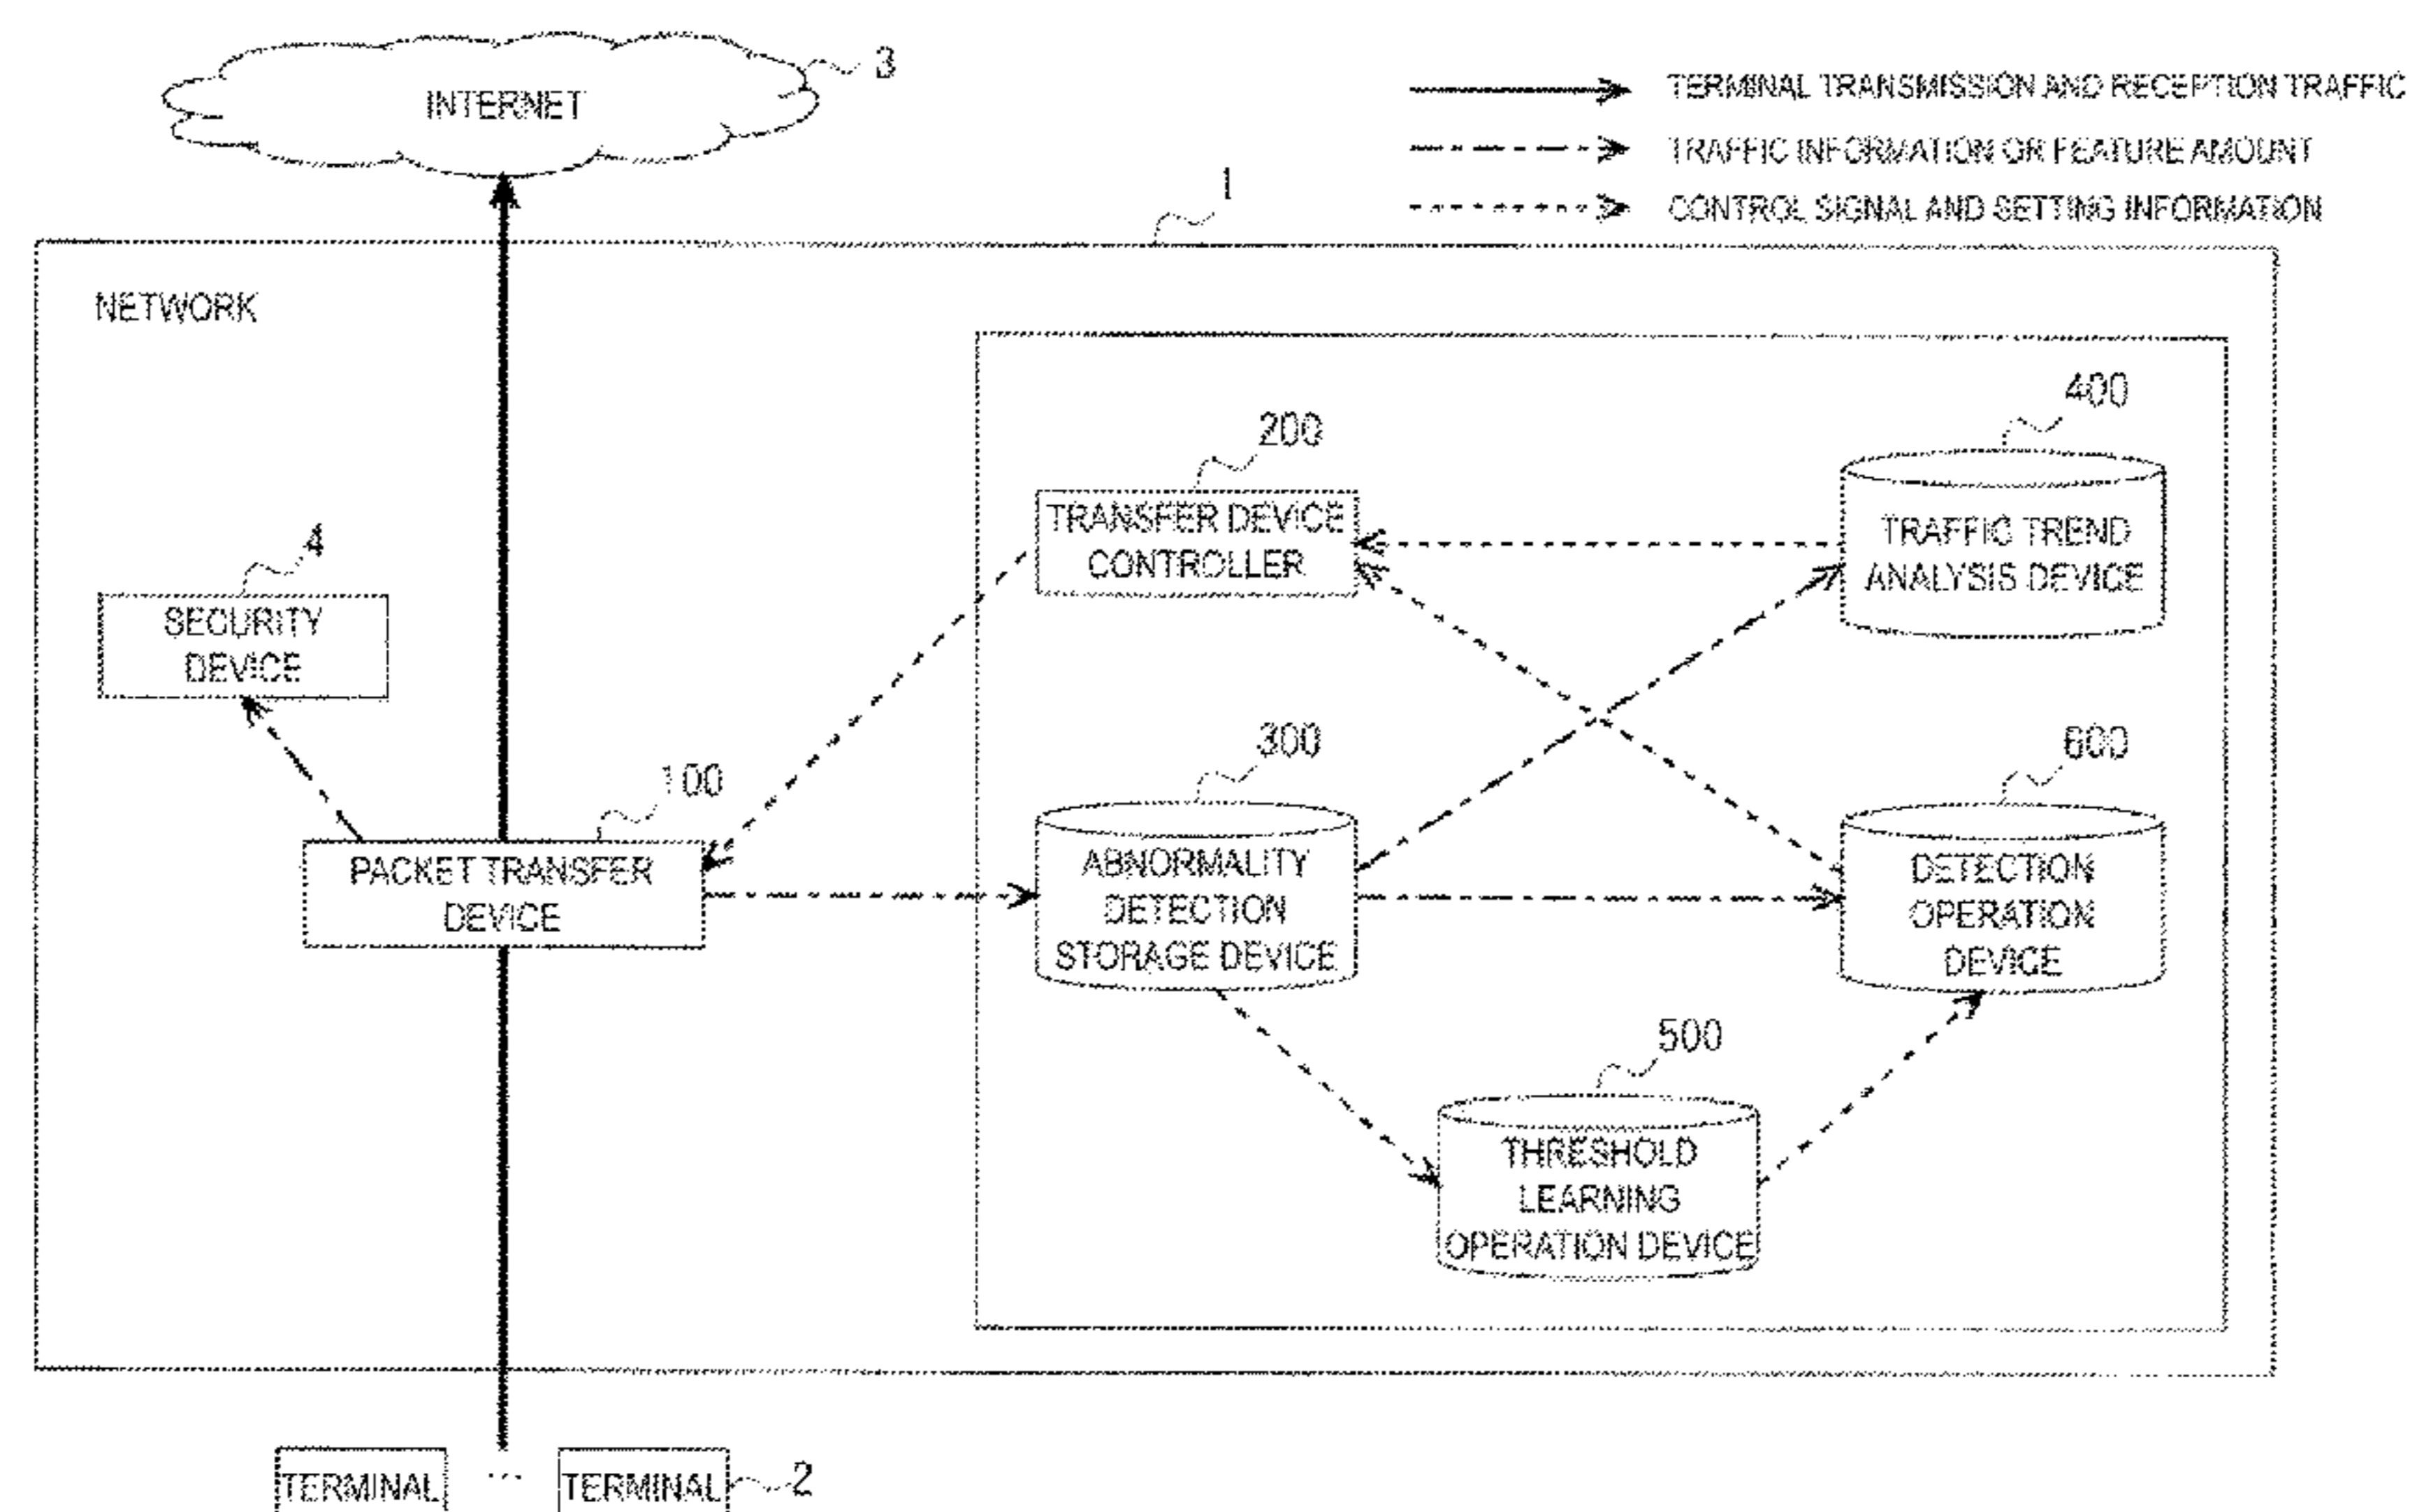 INTERNET
3
TERMINAL TRANSMISSION AND RECEPTION TRAFFIC
TRAFFIC INFORMATION OR FEATURE AMOUNT
CONTROL SIGNAL AND SETTING INFORMATION
1
NETWORK
400
200
TRANSFER DEVICE
CONTROLLER
TRAFFIC TREND
ANALYSIS DEVICE
4
SECURITY
DEVICE
300
600
100
PACKET TRANSFER
DEVICE
ABNORMALITY
DETECTION
STORAGE DEVICE
DETECTION
OPERATION
DEVICE
500
THRESHOLD
LEARNING
OPERATION DEVICE
TERMINAL
...
TERMINAL
2